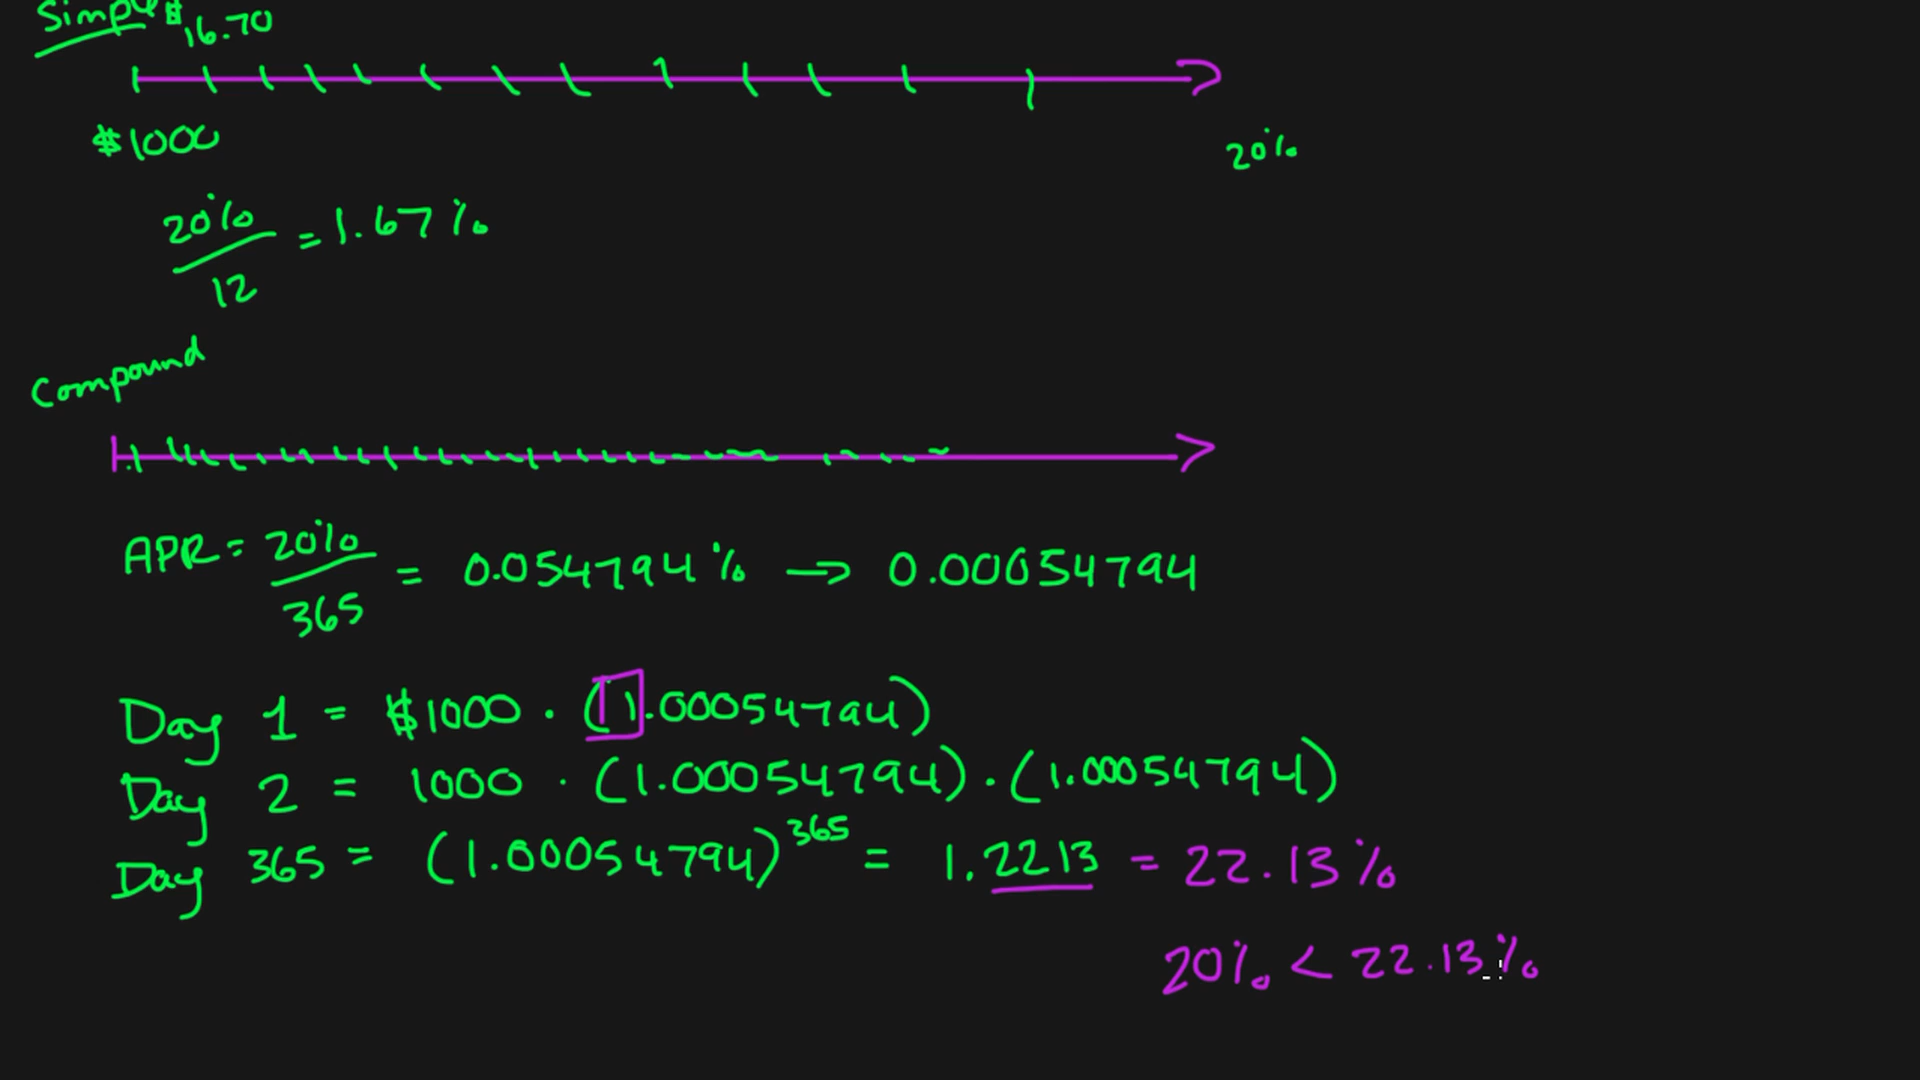 Simple $16.70
$1000
20%
20%/12 = 1.67%
Compound
APR = 20%/365 = 0.054794% → 0.00054794
Day 1 = $1000 · (1.00054794)
Day 2 = 1000 · (1.00054794) · (1.00054794)
Day 365 = (1.00054794)^365 = 1.2213 = 22.13%
20% < 22.13%